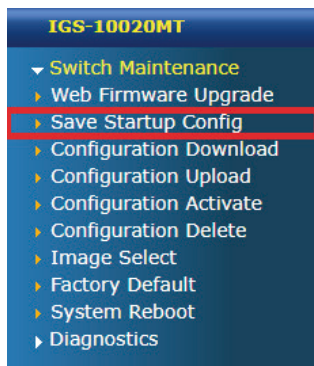 IGS-10020MT
Switch Maintenance
Web Firmware Upgrade
Save Startup Config
Configuration Download
Configuration Upload
Configuration Activate
Configuration Delete
Image Select
Factory Default
System Reboot
Diagnostics